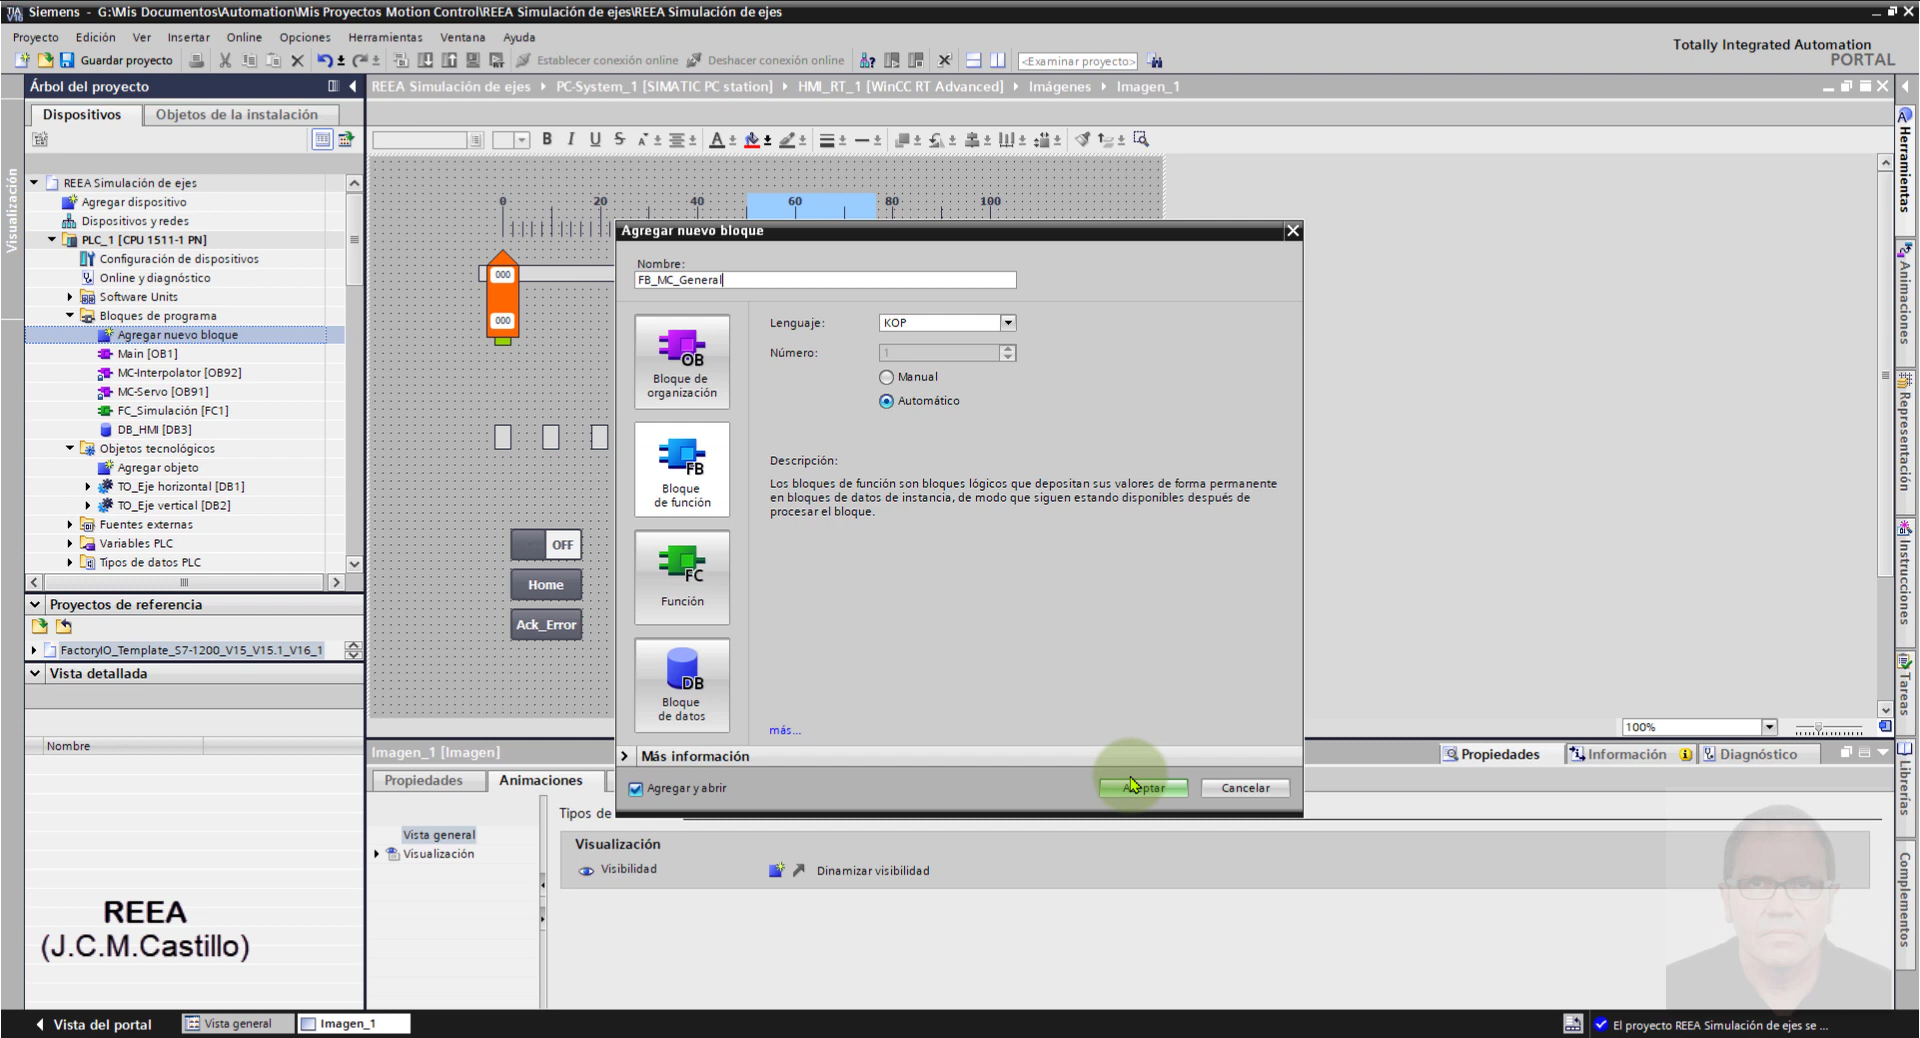 Siemens - G:\Mis Documentos\Automation\Mis Proyectos Motion Control\REEA Simulación de ejes\REEA Simulación de ejes
Proyecto Edición Ver Insertar Online Opciones Herramientas Ventana Ayuda
Totally Integrated Automation
PORTAL
Guardar proyecto
Establecer conexión online
Deshacer conexión online
<Examinar proyecto>
Árbol del proyecto
REEA Simulación de ejes
PC-System_1 [SIMATIC PC station]
HMI_RT_1 [WinCC RT Advanced]
Imágenes
Imagen_1
Dispositivos
Objetos de la instalación
Visualización
REEA Simulación de ejes
Agregar dispositivo
Dispositivos y redes
PLC_1 [CPU 1511-1 PN]
Configuración de dispositivos
Online y diagnóstico
Software Units
Bloques de programa
Agregar nuevo bloque
Main [OB1]
MC-Interpolator [OB92]
MC-Servo [OB91]
FC_Simulación [FC1]
DB_HMI [DB3]
Objetos tecnológicos
Agregar objeto
TO_Eje horizontal [DB1]
TO_Eje vertical [DB2]
Fuentes externas
Variables PLC
Tipos de datos PLC
Proyectos de referencia
FactoryIO_Template_S7-1200_V15_V15.1_V16_1
Vista detallada
Nombre
REEA
(J.C.M.Castillo)
B I U S A
0 20 40 60 80 100
000
000
OFF
Home
Ack_Error
Agregar nuevo bloque
Nombre:
FB_MC_General
OB
Bloque de
organización
FB
Bloque
de función
FC
Función
DB
Bloque
de datos
Lenguaje:
KOP
Número:
1
Manual
Automático
Descripción:
Los bloques de función son bloques lógicos que depositan sus valores de forma permanente
en bloques de datos de instancia, de modo que siguen estando disponibles después de
procesar el bloque.
más...
Más información
Agregar y abrir
Aceptar
Cancelar
100%
Imagen_1 [Imagen]
Propiedades
Información
Diagnóstico
Propiedades
Animaciones
Tipos de
Vista general
Visualización
Visualización
Visibilidad
Dinamizar visibilidad
Herramientas
Animaciones
Representación
Instrucciones
Tareas
Librerías
Complementos
Vista del portal
Vista general
Imagen_1
El proyecto REEA Simulación de ejes se ...